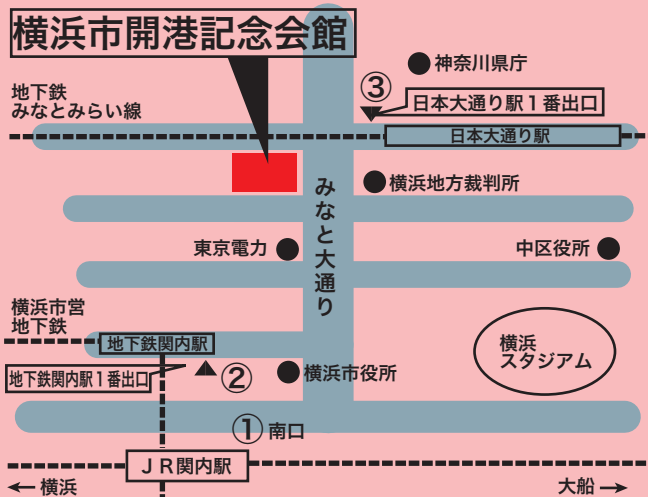 横浜市開港記念会館
神奈川県庁
③
地下鉄
みなとみらい線
日本大通り駅1番出口
日本大通り駅
横浜地方裁判所
みなと大通り
東京電力
中区役所
横浜市営
地下鉄
地下鉄関内駅
横浜
スタジアム
地下鉄関内駅1番出口
②
横浜市役所
① 南口
JR関内駅
← 横浜
大船 →